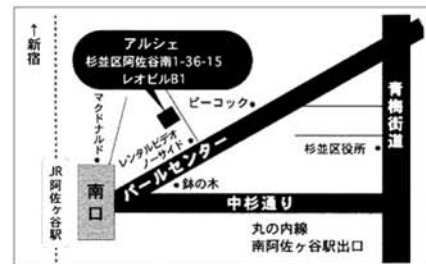 ↑新宿
アルシェ
杉並区阿佐谷南1-36-15
レオビルB1
マクドナルド
ピーコック
レンタルビデオ
ノーサイド
パールセンター
青梅街道
杉並区役所
JR阿佐ヶ谷駅
南口
鉢の木
中杉通り
丸の内線
南阿佐ヶ谷駅出口